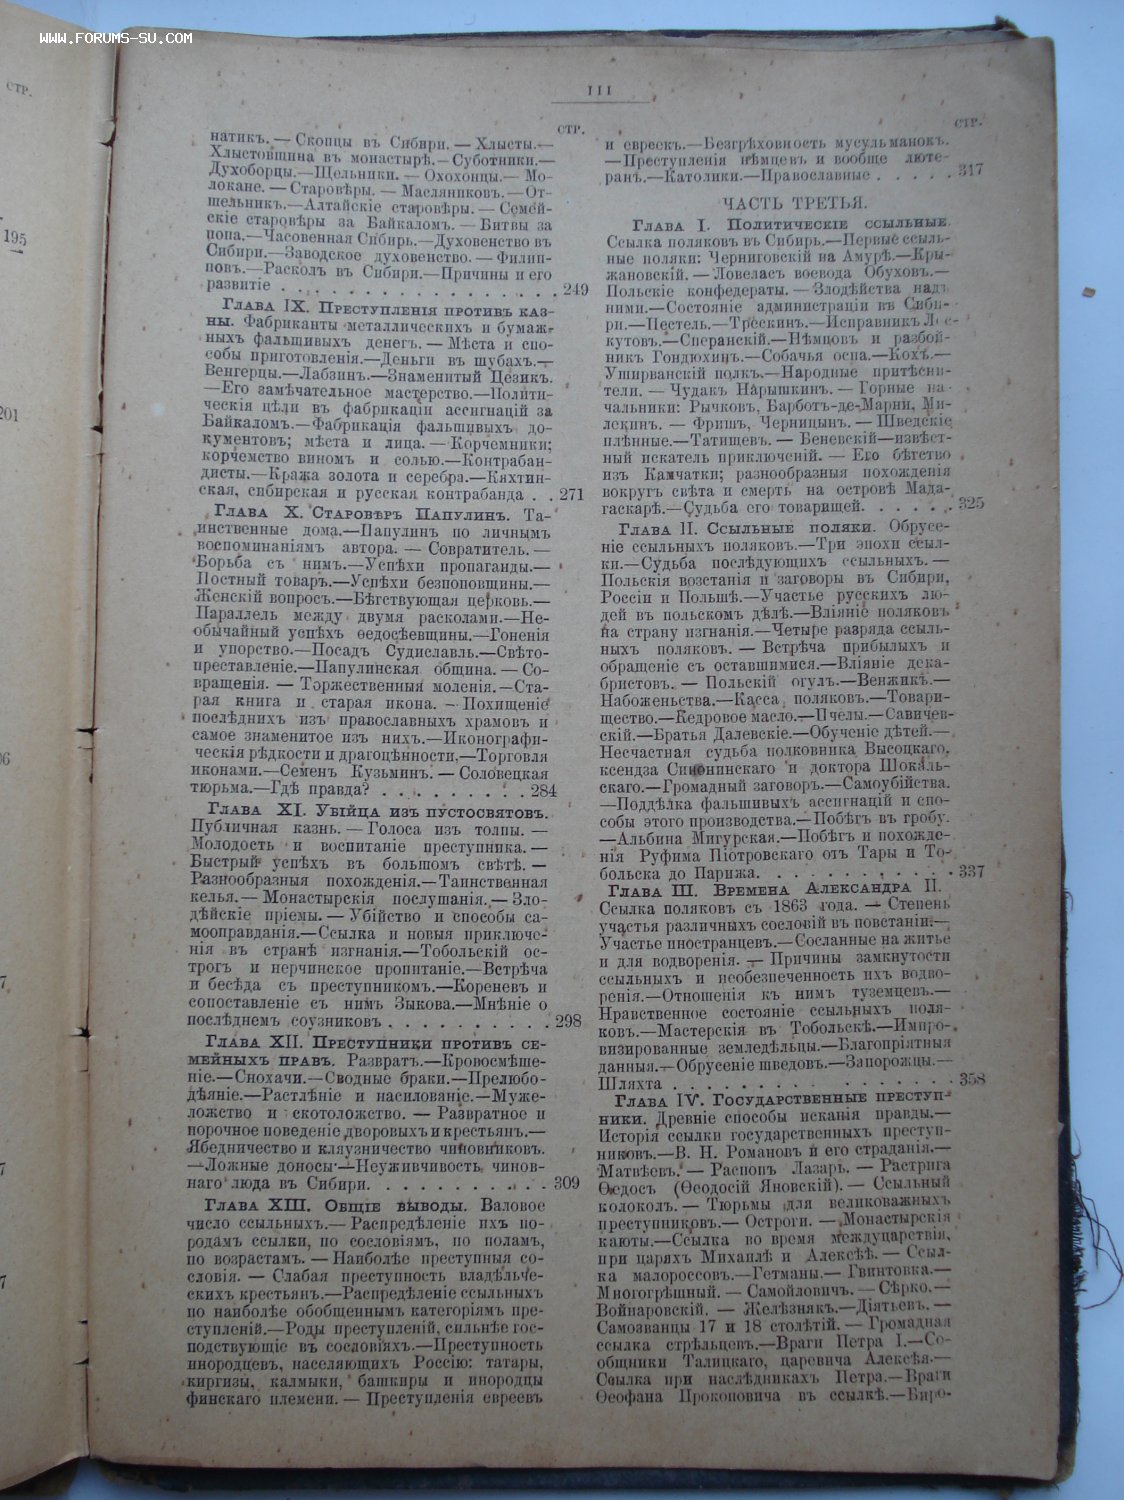 WWW.FORUMS-SU.COM
СТР.
195
201
III
СТР.
натикъ. — Скопцы въ Сибири. — Хлысты.—
Хлыстовщина въ монастырѣ.— Суботники.—
Духоборцы.—Щельники. — Охохонцы.— Мо-
локане. — Старовѣры. — Масляниковъ. — От-
шельникъ.—Алтайскіе старовѣры. — Семей-
скіе старовѣры за Байкаломъ. — Битвы за
попа.—Часовенная Сибирь.—Духовенство въ
Сибири.—Заводское духовенство. — Филип-
повъ.—Расколъ въ Сибири.—Причины и его
развитіе . . . . . . . . . . . . . . . . 249
Глава IX. Преступленія противъ каз-
ны. Фабриканты металлическихъ и бумаж-
ныхъ фальшивыхъ денегъ. — Мѣста и спо-
собы приготовленія.—Деньги въ шубахъ.—
Венгерцы.—Лабзинъ.—Знаменитый Цезикъ.
—Его замѣчательное мастерство.—Полити-
ческія цѣли въ фабрикаціи ассигнацій за
Байкаломъ.—Фабрикація фальшивыхъ до-
кументовъ; мѣста и лица. — Корчемники;
корчемство виномъ и солью.—Контрабан-
дисты.—Кража золота и серебра.—Кяхтин-
ская, сибирская и русская контрабанда . . 271
Глава X. Старовѣръ Папулинъ. Та-
инственные дома.—Папулинъ по личнымъ
воспоминаніямъ автора. — Совратитель. —
Борьба съ нимъ.—Успѣхи пропаганды.—
Постный товаръ.—Успѣхи безпоповщины.—
Женскій вопросъ.—Бѣгствующая церковь.—
Параллель между двумя расколами.—Не-
обычайный успѣхъ ѳедосѣевщины.—Гоненія
и упорство.—Посадъ Судиславль.—Свѣто-
преставленіе.—Папулинская община. — Со-
вращенія. — Торжественныя моленія.—Ста-
рая книга и старая икона. — Похищеніе
послѣднихъ изъ православныхъ храмовъ и
самое знаменитое изъ нихъ.—Иконографи-
ческія рѣдкости и драгоцѣнности.—Торговля
иконами.—Семенъ Кузьминъ. — Соловецкая
тюрьма.—Гдѣ правда? . . . . . . . . . 284
Глава XI. Убійца изъ пустосвятовъ.
Публичная казнь. — Голоса изъ толпы. —
Молодость и воспитаніе преступника. —
Быстрый успѣхъ въ большомъ свѣтѣ. —
Разнообразныя похожденія.—Таинственная
келья.— Монастырскія послушанія.— Зло-
дѣйскіе пріемы. — Убійство и способы са-
мооправданія.—Ссылка и новыя приключе-
нія въ странѣ изгнанія.—Тобольскій ос-
трогъ и нерчинское пропитаніе.—Встрѣча
и бесѣда съ преступникомъ.—Кореневъ и
сопоставленіе съ нимъ Зыкова.—Мнѣніе о
послѣднемъ соузниковъ . . . . . . . . . . 298
Глава XII. Преступники противъ се-
мейныхъ правъ. Развратъ.—Кровосмѣше-
ніе.—Снохачи.—Сводные браки.—Прелюбо-
дѣяніе.—Растлѣніе и насилованіе.—Муже-
ложство и скотоложство. — Развратное и
порочное поведеніе дворовыхъ и крестьянъ.—
Ябедничество и кляузничество чиновниковъ.
—Ложные доносы.—Неуживчивость чинов-
наго люда въ Сибири. . . . . . . . . . . 309
Глава XIII. Общіе выводы. Валовое
число ссыльныхъ.— Распредѣленіе ихъ по-
родамъ ссылки, по сословіямъ, по поламъ,
по возрастамъ. — Наиболѣе преступныя со-
словія. — Слабая преступность владѣльче-
скихъ крестьянъ.—Распредѣленіе ссыльныхъ
по наиболѣе обобщеннымъ категоріямъ пре-
ступленій.—Роды преступленій, сильнѣе гос-
подствующіе въ сословіяхъ.—Преступность
инородцевъ, населяющихъ Россію: татары,
киргизы, калмыки, башкиры и инородцы
финскаго племени. — Преступленія евреевъ
СТР.
и евреекъ.—Безгрѣховность мусульманокъ.
—Преступленія нѣмцевъ и вообще люте-
ранъ.—Католики.—Православные . . . . . 317
ЧАСТЬ ТРЕТЬЯ.
Глава I. Политическіе ссыльные.
Ссылка поляковъ въ Сибирь.—Первые ссыль-
ные поляки: Черниговскій на Амурѣ.—Кры-
жановскій. — Ловеласъ воевода Обуховъ.—
Польскіе конфедераты. — Злодѣйства надъ
ними.—Состояніе администраціи въ Сиби-
ри.—Пестель.—Трескинъ.—Исправникъ Лос-
кутовъ.—Сперанскій.—Нѣмцовъ и разбой-
никъ Гондюхинъ.—Собачья оспа.—Кохъ.—
Уширванскій полкъ.—Народные притѣсни-
тели. — Чудакъ Нарышкинъ. — Горные на-
чальники: Рычковъ, Барботъ-де-Марни, Ми-
лекинъ. — Фришъ, Черницынъ. — Шведскіе
плѣнные.—Татищевъ. — Беневскій—извѣст-
ный искатель приключеній. — Его бѣгство
изъ Камчатки; разнообразныя похожденія
вокругъ свѣта и смерть на островѣ Мада-
гаскарѣ.—Судьба его товарищей. . . . . . 325
Глава II. Ссыльные поляки. Обрусе-
ніе ссыльныхъ поляковъ.—Три эпохи ссыл-
ки.—Судьба послѣдующихъ ссыльныхъ. —
Польскія возстанія и заговоры въ Сибири,
Россіи и Польшѣ.—Участье русскихъ лю-
дей въ польскомъ дѣлѣ.—Вліяніе поляковъ
на страну изгнанія.—Четыре разряда ссыль-
ныхъ поляковъ. — Встрѣча прибылыхъ и
обращеніе съ оставшимися.—Вліяніе дека-
бристовъ. — Польскій огулъ.—Венжикъ.—
Набоженьства.—Касса поляковъ.—Товари-
щество.—Кедровое масло.—Пчелы.—Савичев-
скій.—Братья Далевскіе.—Обученіе дѣтей.—
Несчастная судьба полковника Высоцкаго,
ксендза Сицонинскаго и доктора Шокаль-
скаго.—Громадный заговоръ.—Самоубійства.
—Поддѣлка фальшивыхъ ассигнацій и спо-
собы этого производства.—Побѣгъ въ гробу.
—Альбина Мигурская.—Побѣгъ и похожде-
нія Руфима Піотровскаго отъ Тары и То-
больска до Парижа. . . . . . . . . . . . 337
Глава III. Времена Александра II.
Ссылка поляковъ съ 1863 года. — Степень
участья различныхъ сословій въ повстаніи.—
Участье иностранцевъ.—Сосланные на житье
и для водворенія. — Причины замкнутости
ссыльныхъ и необезпеченность ихъ водво-
ренія.—Отношенія къ нимъ туземцевъ.—
Нравственное состояніе ссыльныхъ поля-
ковъ.—Мастерскія въ Тобольскѣ.—Импро-
визированные земледѣльцы.—Благопріятныя
данныя.—Обрусеніе шведовъ.—Запорожцы.—
Шляхта . . . . . . . . . . . . . . . . . 358
Глава IV. Государственные преступ-
ники. Древніе способы исканія правды.—
Исторія ссылки государственныхъ преступ-
никовъ.—В. Н. Романовъ и его страданія.—
Матвѣевъ. — Распопъ Лазарь. — Растрига
Ѳедосъ (Ѳеодосій Яновскій). — Ссыльный
колоколъ. — Тюрьмы для великоважныхъ
преступниковъ.— Остроги. — Монастырскія
каюты.—Ссылка во время междуцарствія,
при царяхъ Михаилѣ и Алексѣѣ. — Ссыл-
ка малороссовъ.—Гетманы.— Гвинтовка.—
Многогрѣшный. — Самойловичъ. — Сѣрко.—
Войнаровскій. — Желѣзнякъ.—Діятьевъ. —
Самозванцы 17 и 18 столѣтій. — Громадная
ссылка стрѣльцовъ.—Враги Петра I.—Со-
общники Талицкаго, царевича Алексѣя.—
Ссылка при наслѣдникахъ Петра.—Враги
Ѳеофана Прокоповича въ ссылкѣ.—Биро-